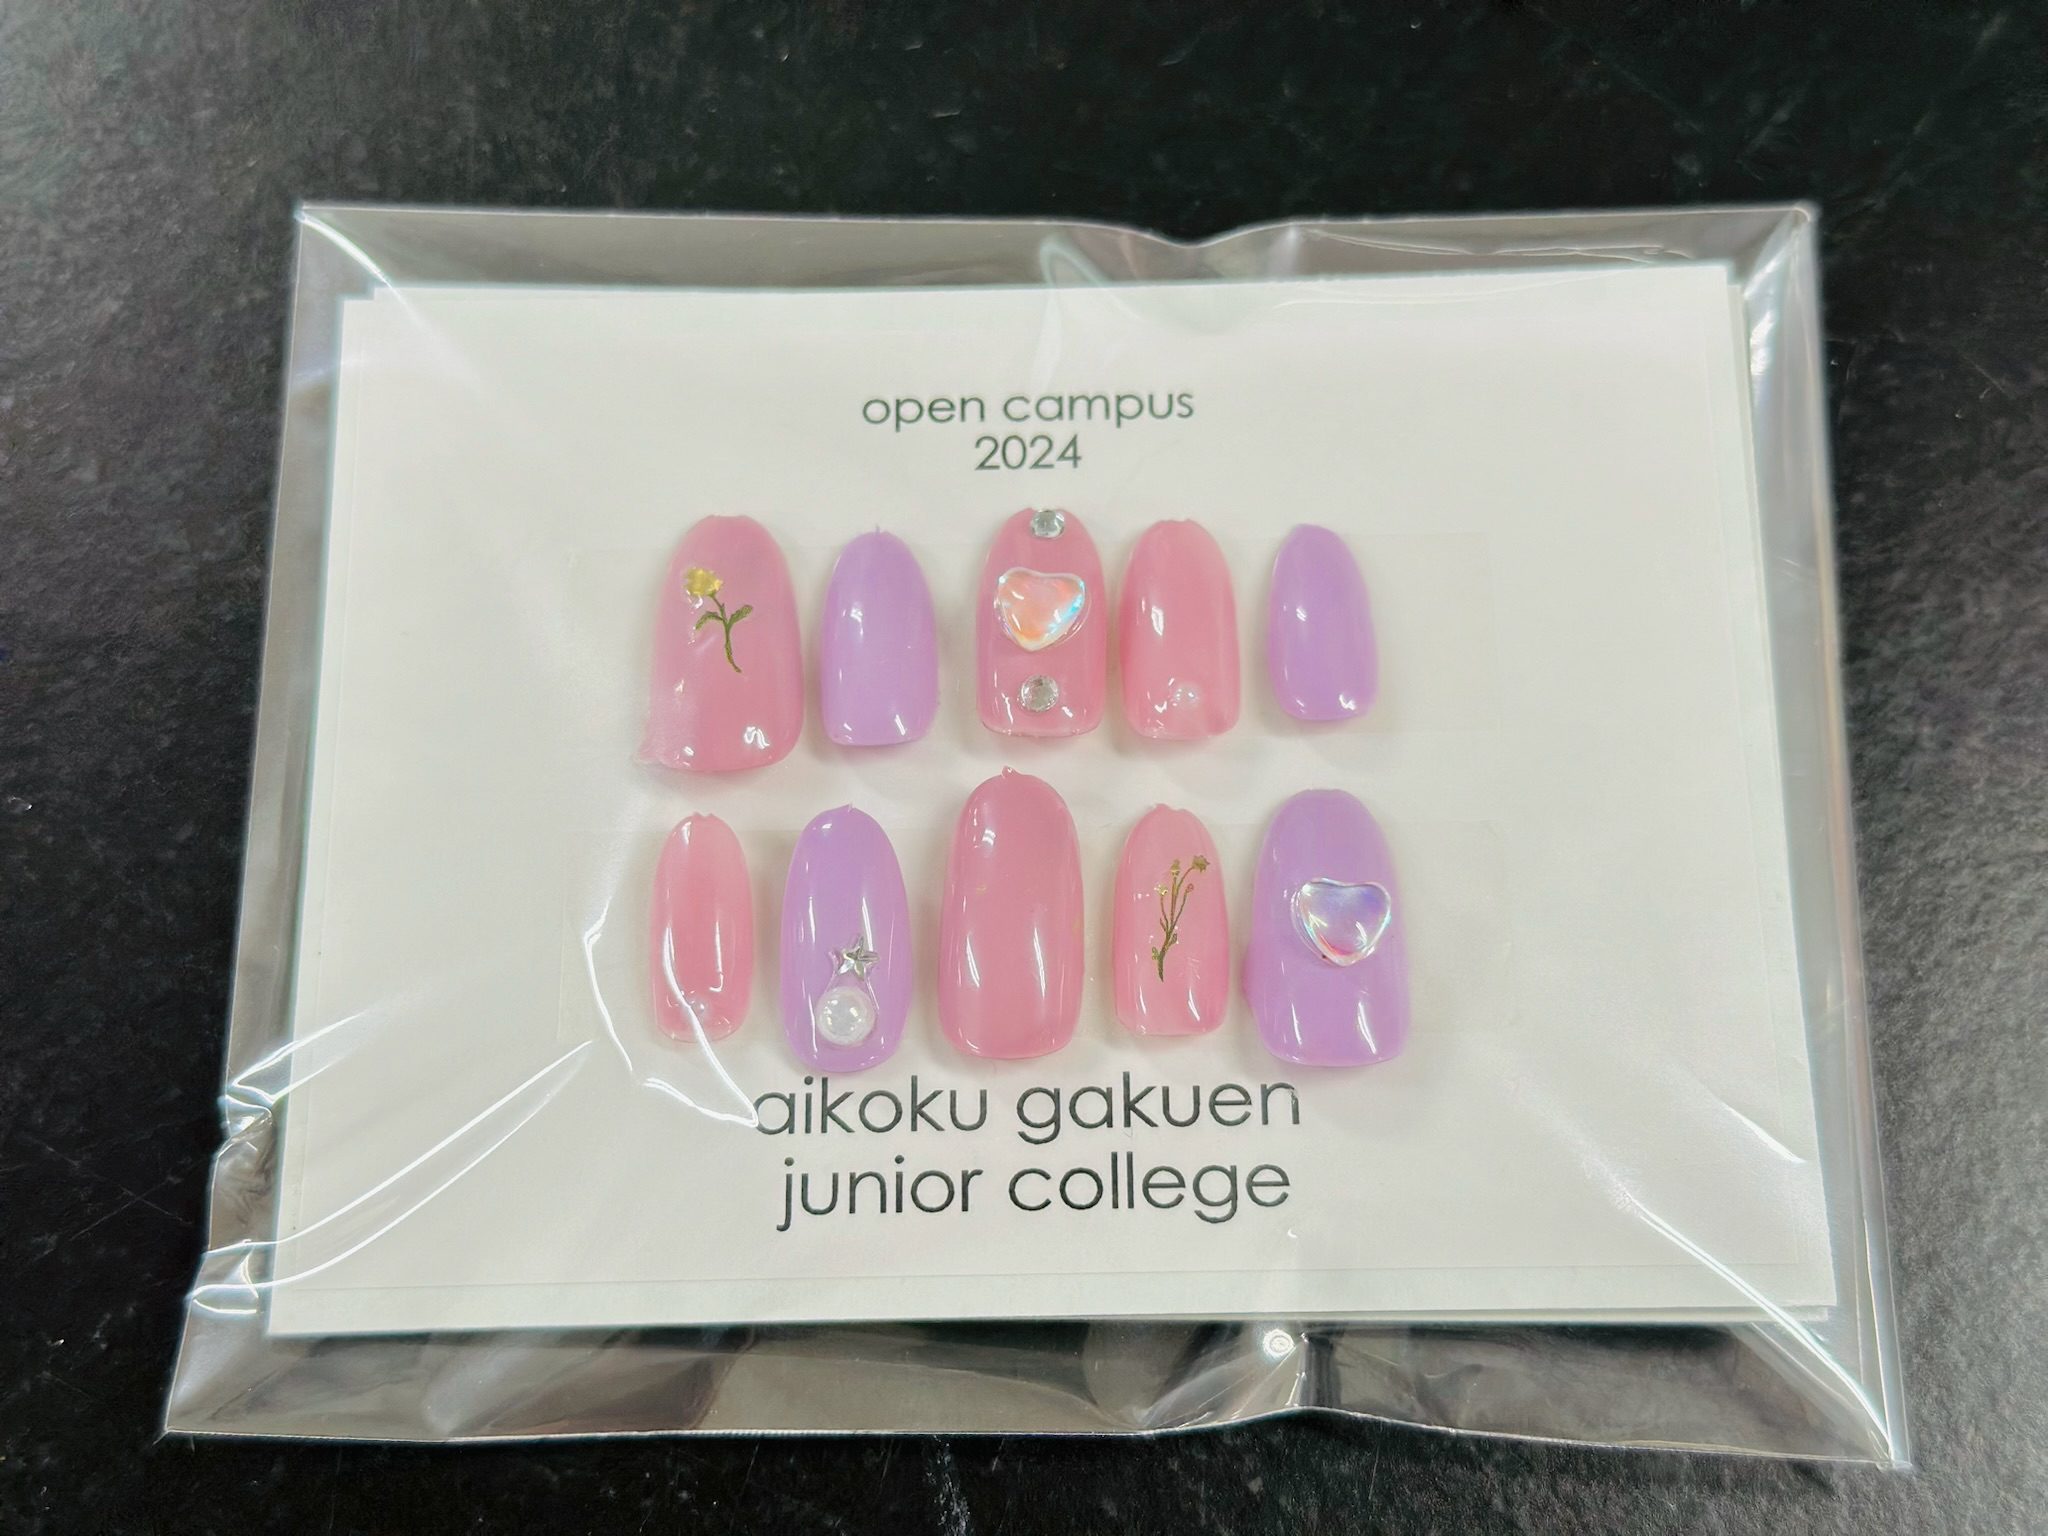 open campus
2024
aikoku gakuen
junior college